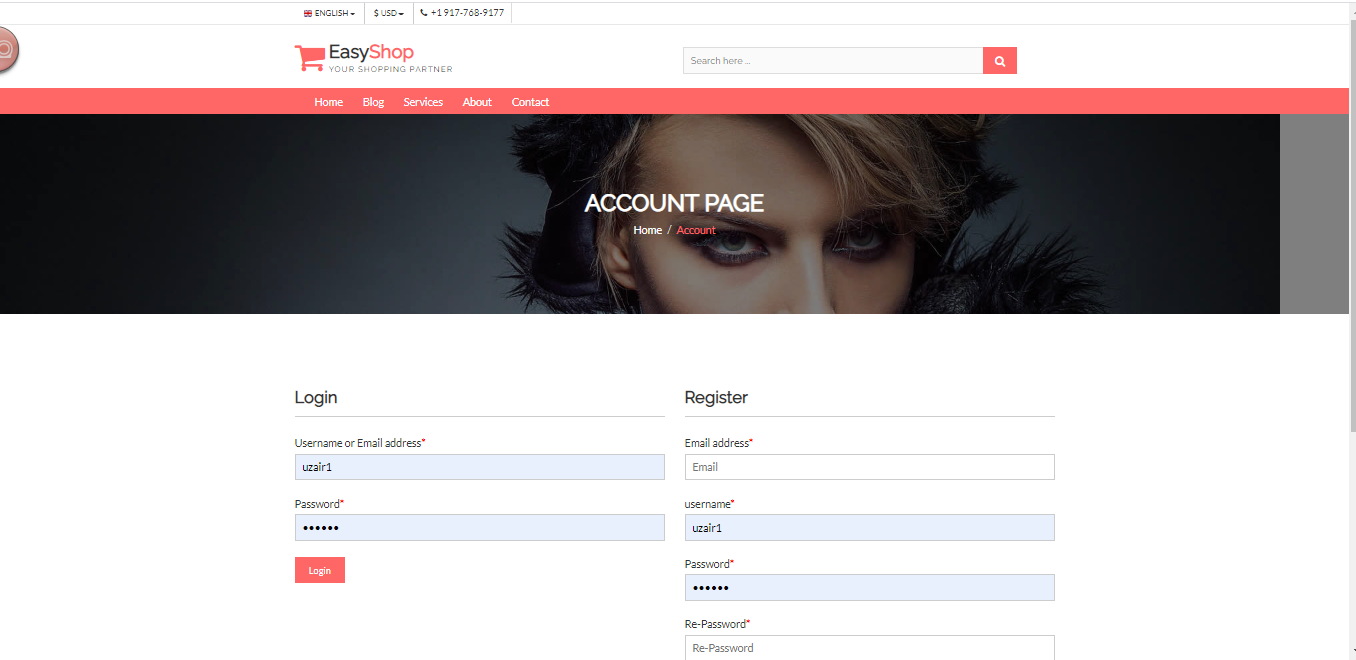 ENGLISH $ USD +1 917-768-9177
EasyShop
YOUR SHOPPING PARTNER
Search here ...
Home Blog Services About Contact
ACCOUNT PAGE
Home / Account
Login
Username or Email address*
uzair1
Password*
••••••
Login
Register
Email address*
Email
username*
uzair1
Password*
••••••
Re-Password*
Re-Password